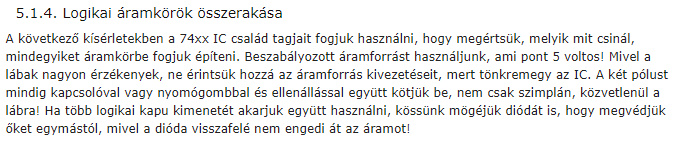 5.1.4. Logikai áramkörök összerakása
A következő kísérletekben a 74xx IC család tagjait fogjuk használni, hogy megértsük, melyik mit csinál,
mindegyiket áramkörbe fogjuk építeni. Beszabályozott áramforrást használjunk, ami pont 5 voltos! Mivel a
lábak nagyon érzékenyek, ne érintsük hozzá az áramforrás kivezetéseit, mert tönkremegy az IC. A két pólust
mindig kapcsolóval vagy nyomógombbal és ellenállással együtt kötjük be, nem csak szimplán, közvetlenül a
lábra! Ha több logikai kapu kimenetét akarjuk együtt használni, kössünk mögéjük diódát is, hogy megvédjük
őket egymástól, mivel a dióda visszafelé nem engedi át az áramot!